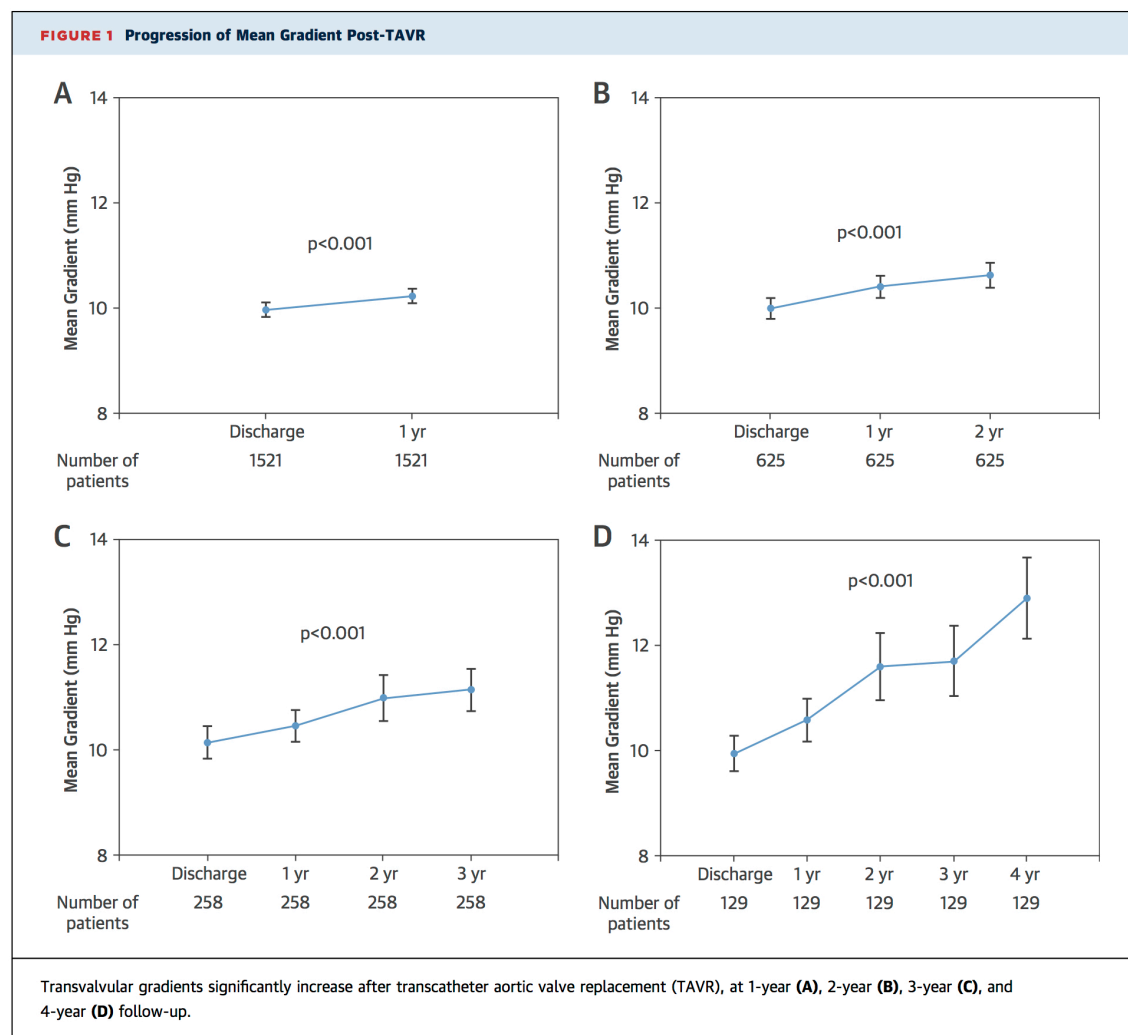 FIGURE 1 Progression of Mean Gradient Post-TAVR
A
14
12
10
8
Mean Gradient (mm Hg)
p<0.001
Discharge 1 yr
Number of patients 1521 1521
B
14
12
10
8
Mean Gradient (mm Hg)
p<0.001
Discharge 1 yr 2 yr
Number of patients 625 625 625
C
14
12
10
8
Mean Gradient (mm Hg)
p<0.001
Discharge 1 yr 2 yr 3 yr
Number of patients 258 258 258 258
D
14
12
10
8
Mean Gradient (mm Hg)
p<0.001
Discharge 1 yr 2 yr 3 yr 4 yr
Number of patients 129 129 129 129 129
Transvalvular gradients significantly increase after transcatheter aortic valve replacement (TAVR), at 1-year (A), 2-year (B), 3-year (C), and
4-year (D) follow-up.